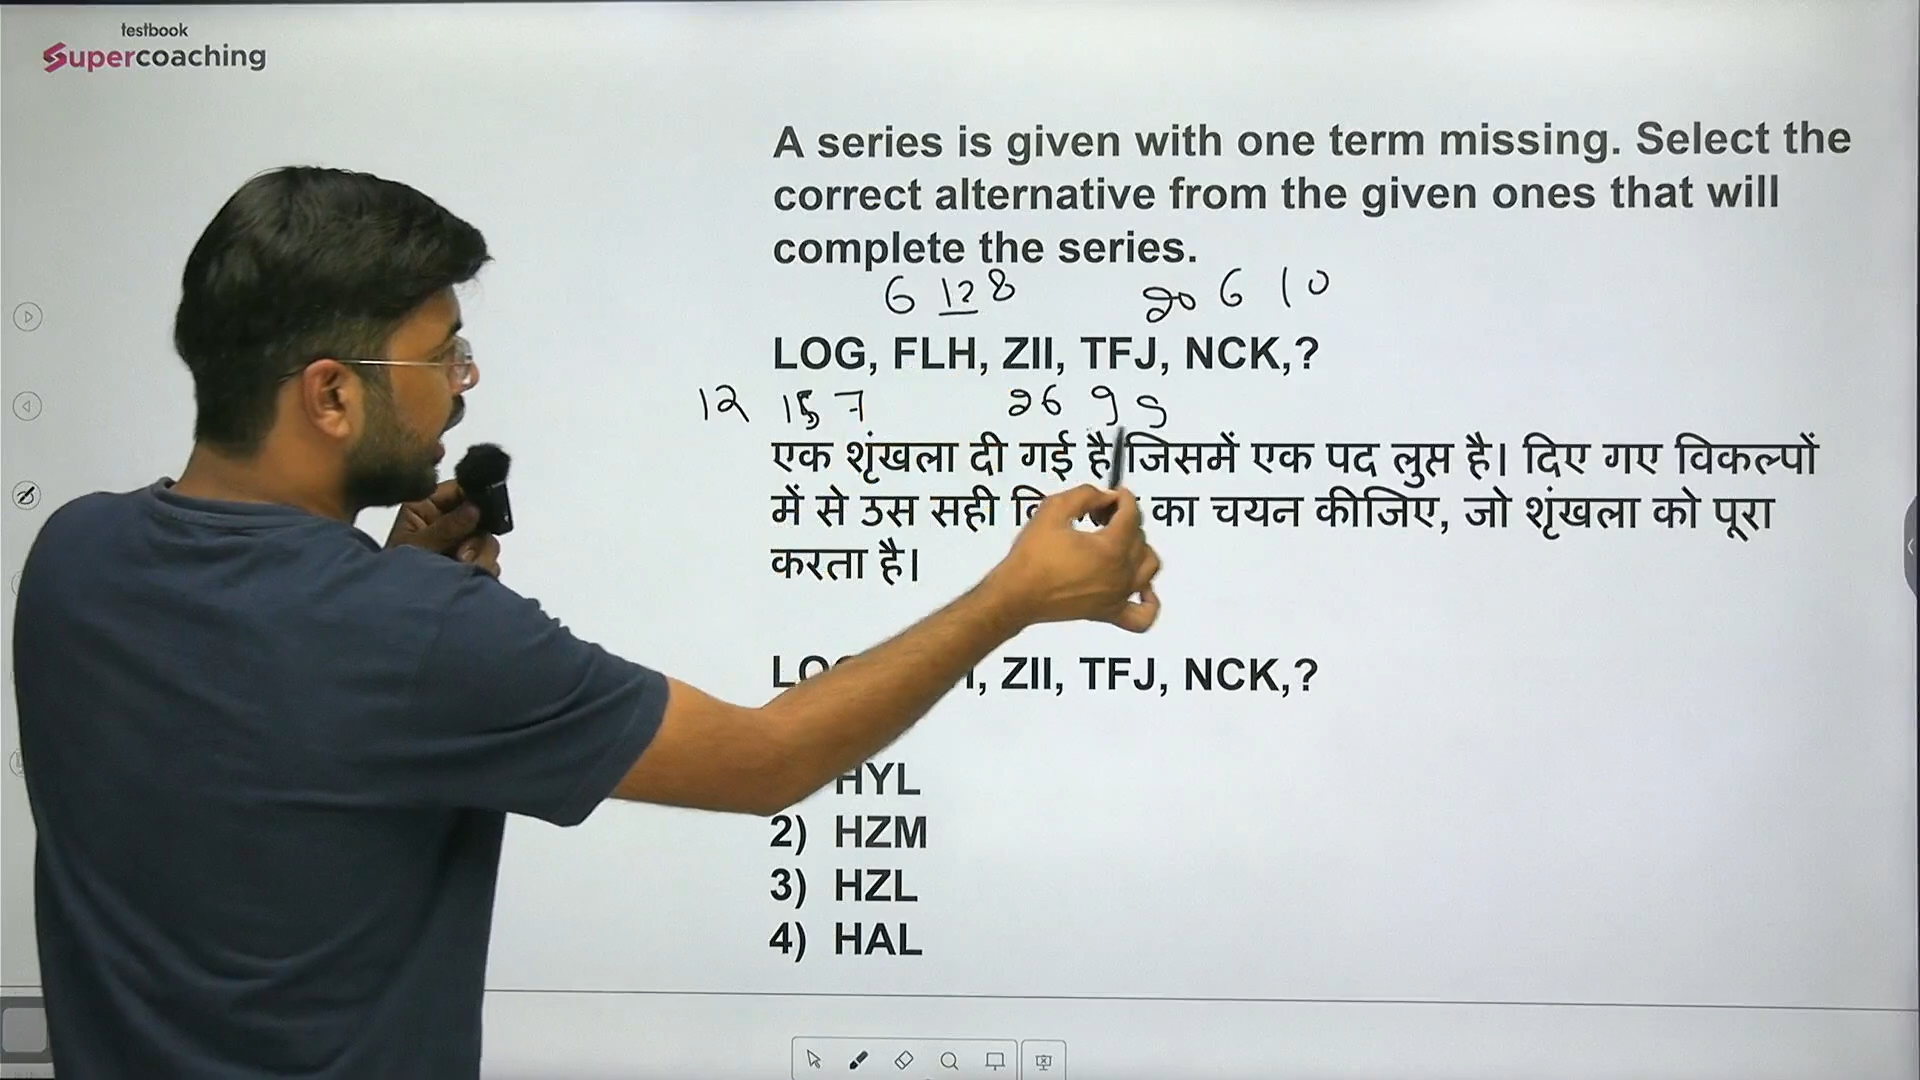 testbook
Supercoaching
A series is given with one term missing. Select the
correct alternative from the given ones that will
complete the series.
6 12 8 20 6 10
LOG, FLH, ZII, TFJ, NCK,?
12 15 7 26 9 9
एक शृंखला दी गई है जिसमें एक पद लुप्त है। दिए गए विकल्पों
में से उस सही का चयन कीजिए, जो शृंखला को पूरा
करता है।
ZII, TFJ, NCK,?
HYL
2) HZM
3) HZL
4) HAL